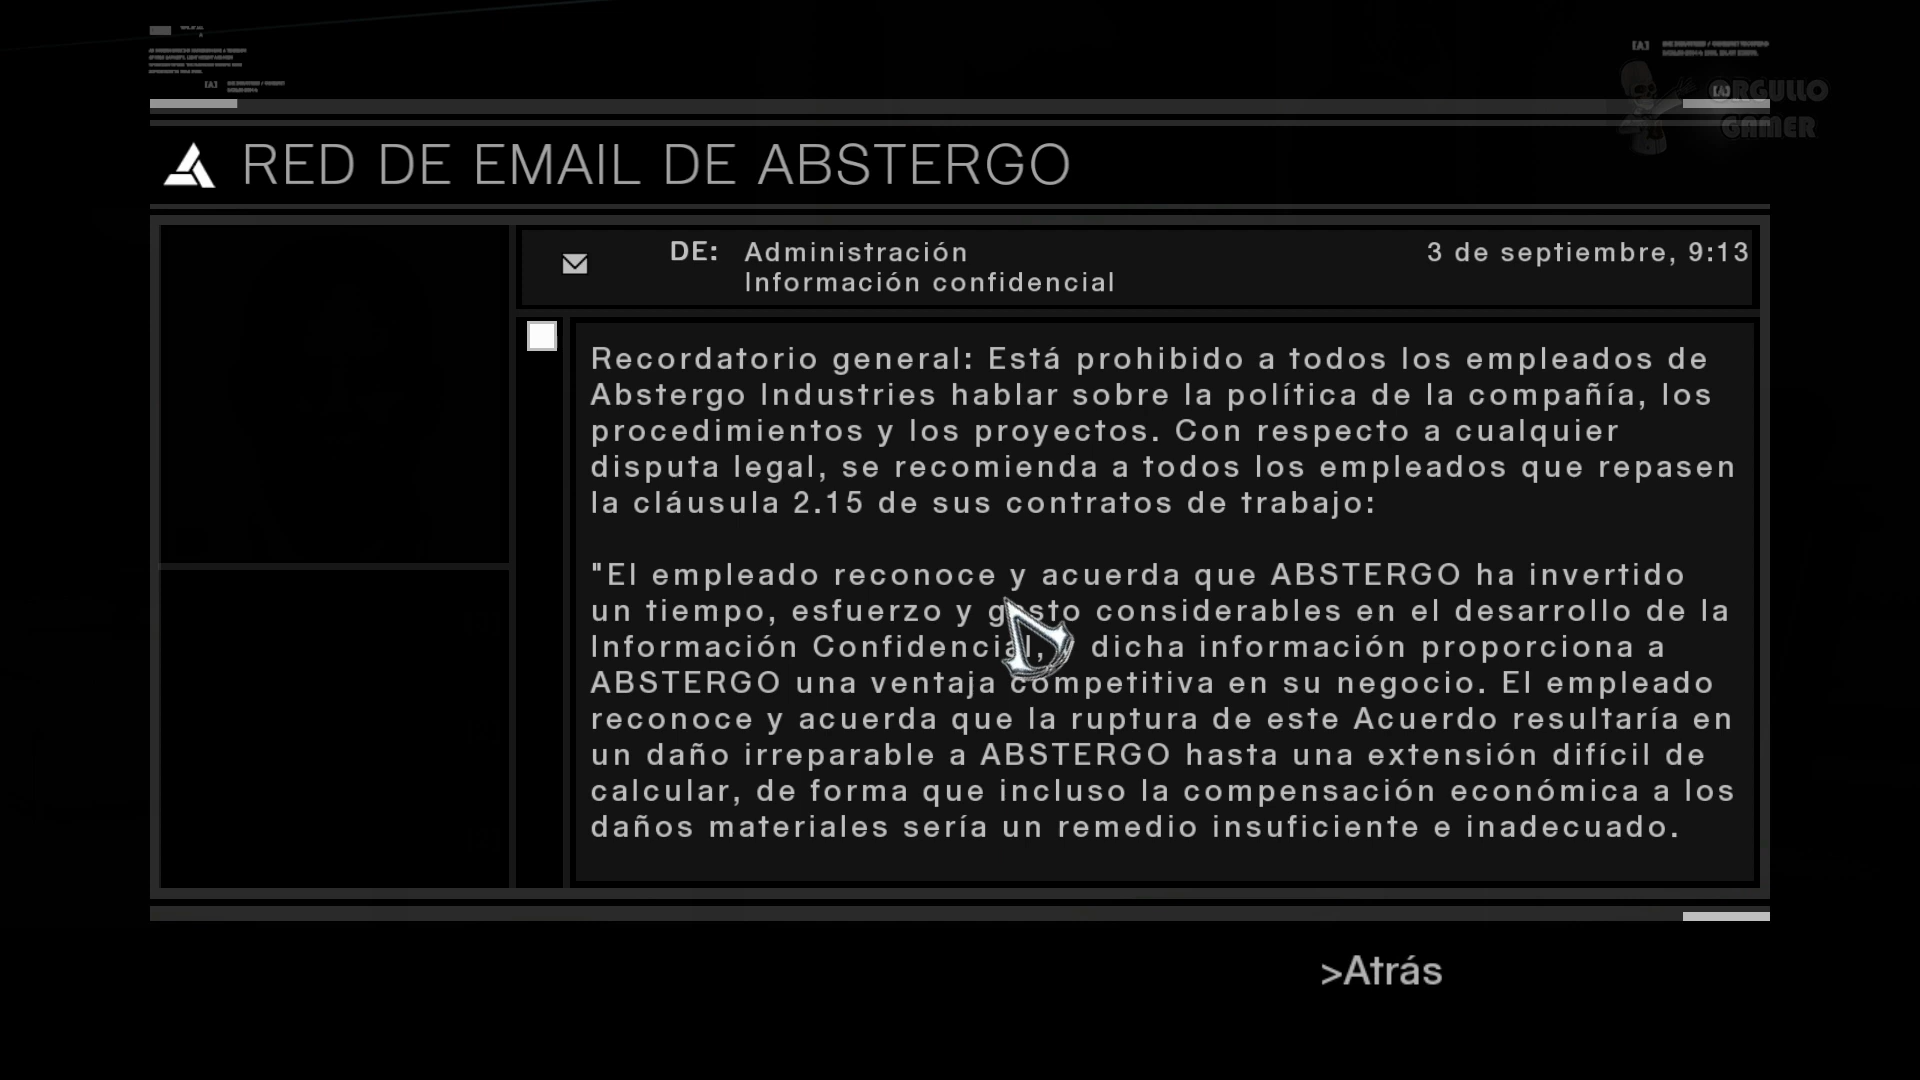 [A]
[A]
[A]
ORGULLO
GAMER
RED DE EMAIL DE ABSTERGO
DE: Administración
3 de septiembre, 9:13
Información confidencial
Recordatorio general: Está prohibido a todos los empleados de
Abstergo Industries hablar sobre la política de la compañía, los
procedimientos y los proyectos. Con respecto a cualquier
disputa legal, se recomienda a todos los empleados que repasen
la cláusula 2.15 de sus contratos de trabajo:
"El empleado reconoce y acuerda que ABSTERGO ha invertido
un tiempo, esfuerzo y gasto considerables en el desarrollo de la
Información Confidencial, dicha información proporciona a
ABSTERGO una ventaja competitiva en su negocio. El empleado
reconoce y acuerda que la ruptura de este Acuerdo resultaría en
un daño irreparable a ABSTERGO hasta una extensión difícil de
calcular, de forma que incluso la compensación económica a los
daños materiales sería un remedio insuficiente e inadecuado.
>Atrás